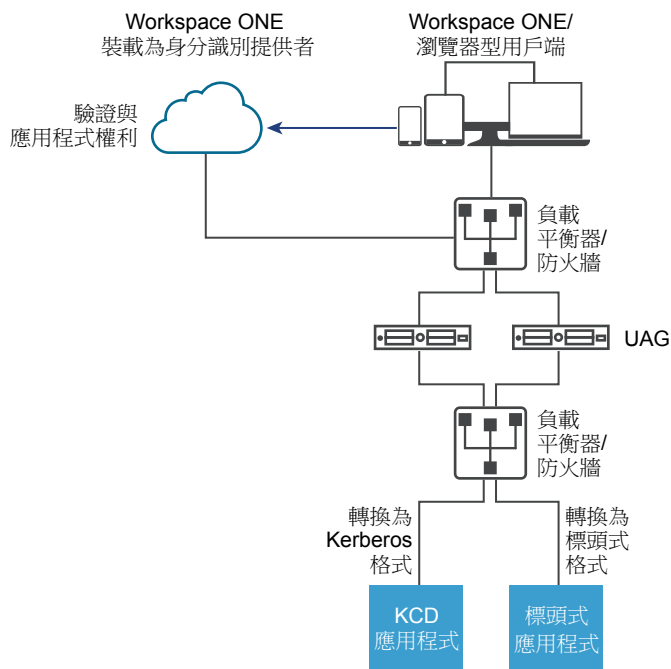 Workspace ONE
裝載為身分識別提供者
Workspace ONE/
瀏覽器型用戶端
驗證與
應用程式權利
負載
平衡器/
防火牆
UAG
負載
平衡器/
防火牆
轉換為
Kerberos
格式
轉換為
標頭式
格式
KCD
應用程式
標頭式
應用程式